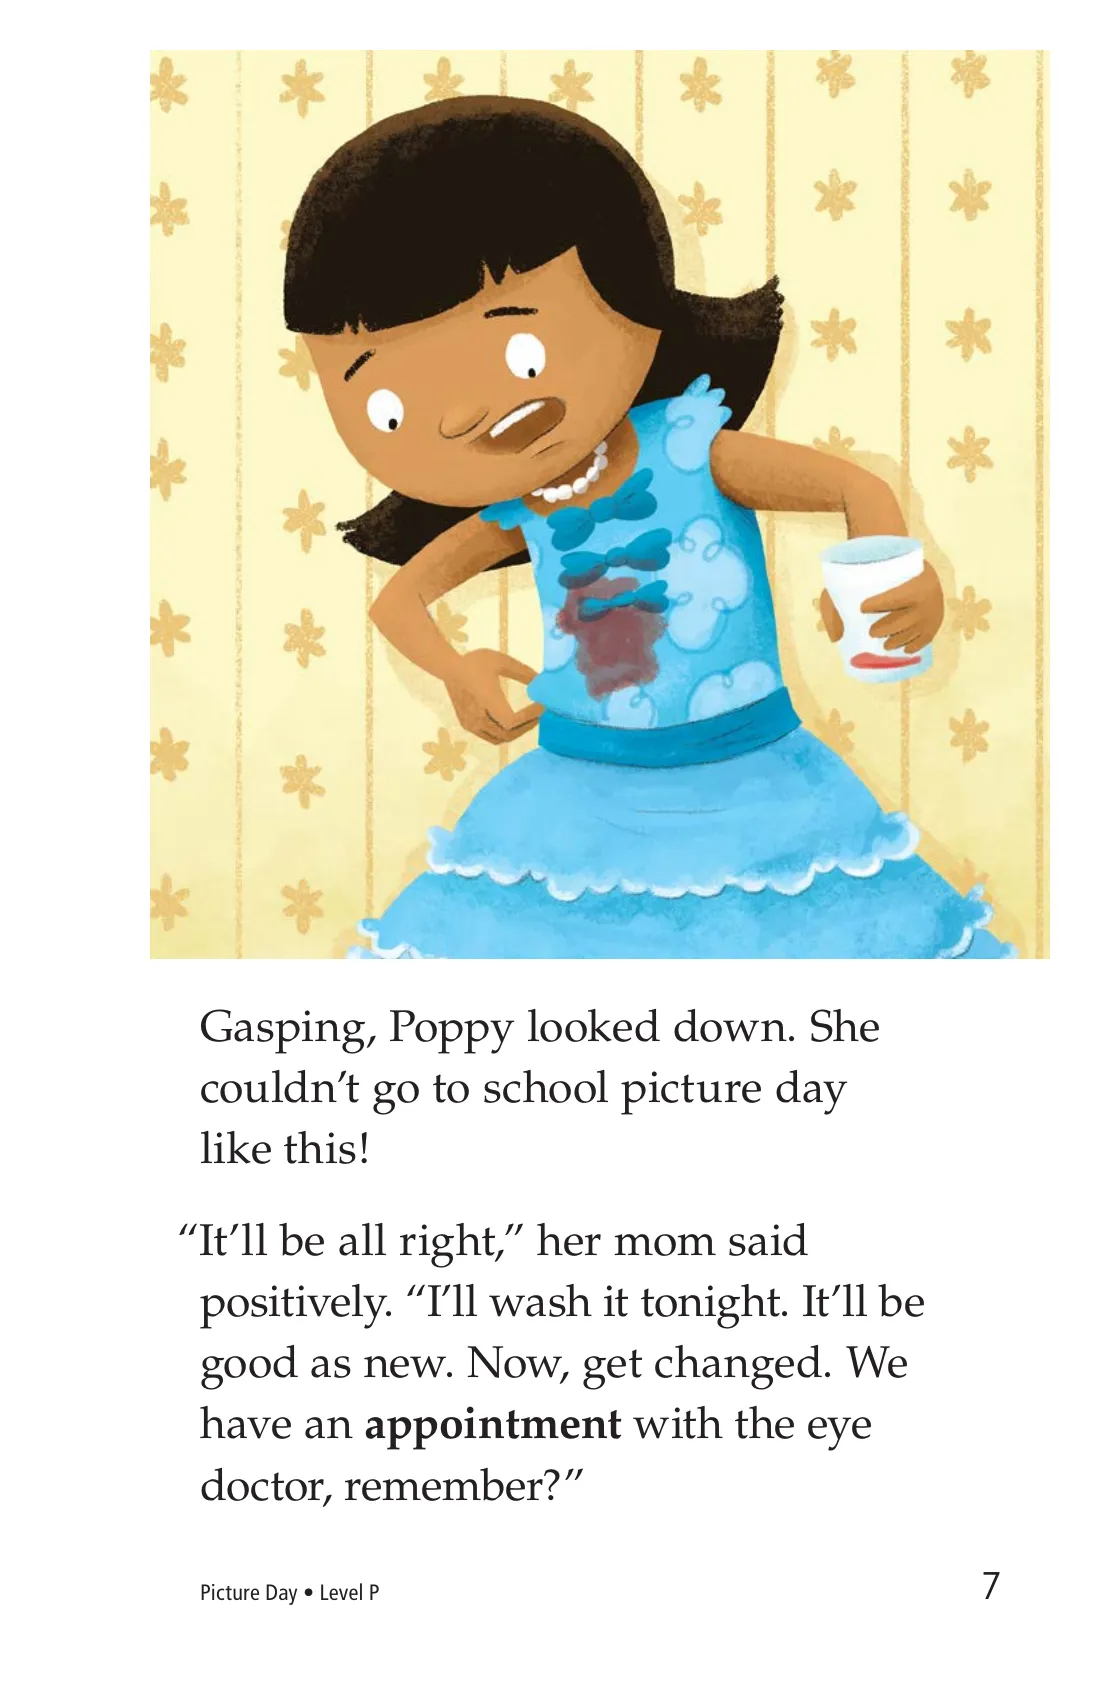 Gasping, Poppy looked down. She
couldn’t go to school picture day
like this!
“It’ll be all right,” her mom said
positively. “I’ll wash it tonight. It’ll be
good as new. Now, get changed. We
have an appointment with the eye
doctor, remember?”
Picture Day • Level P
7